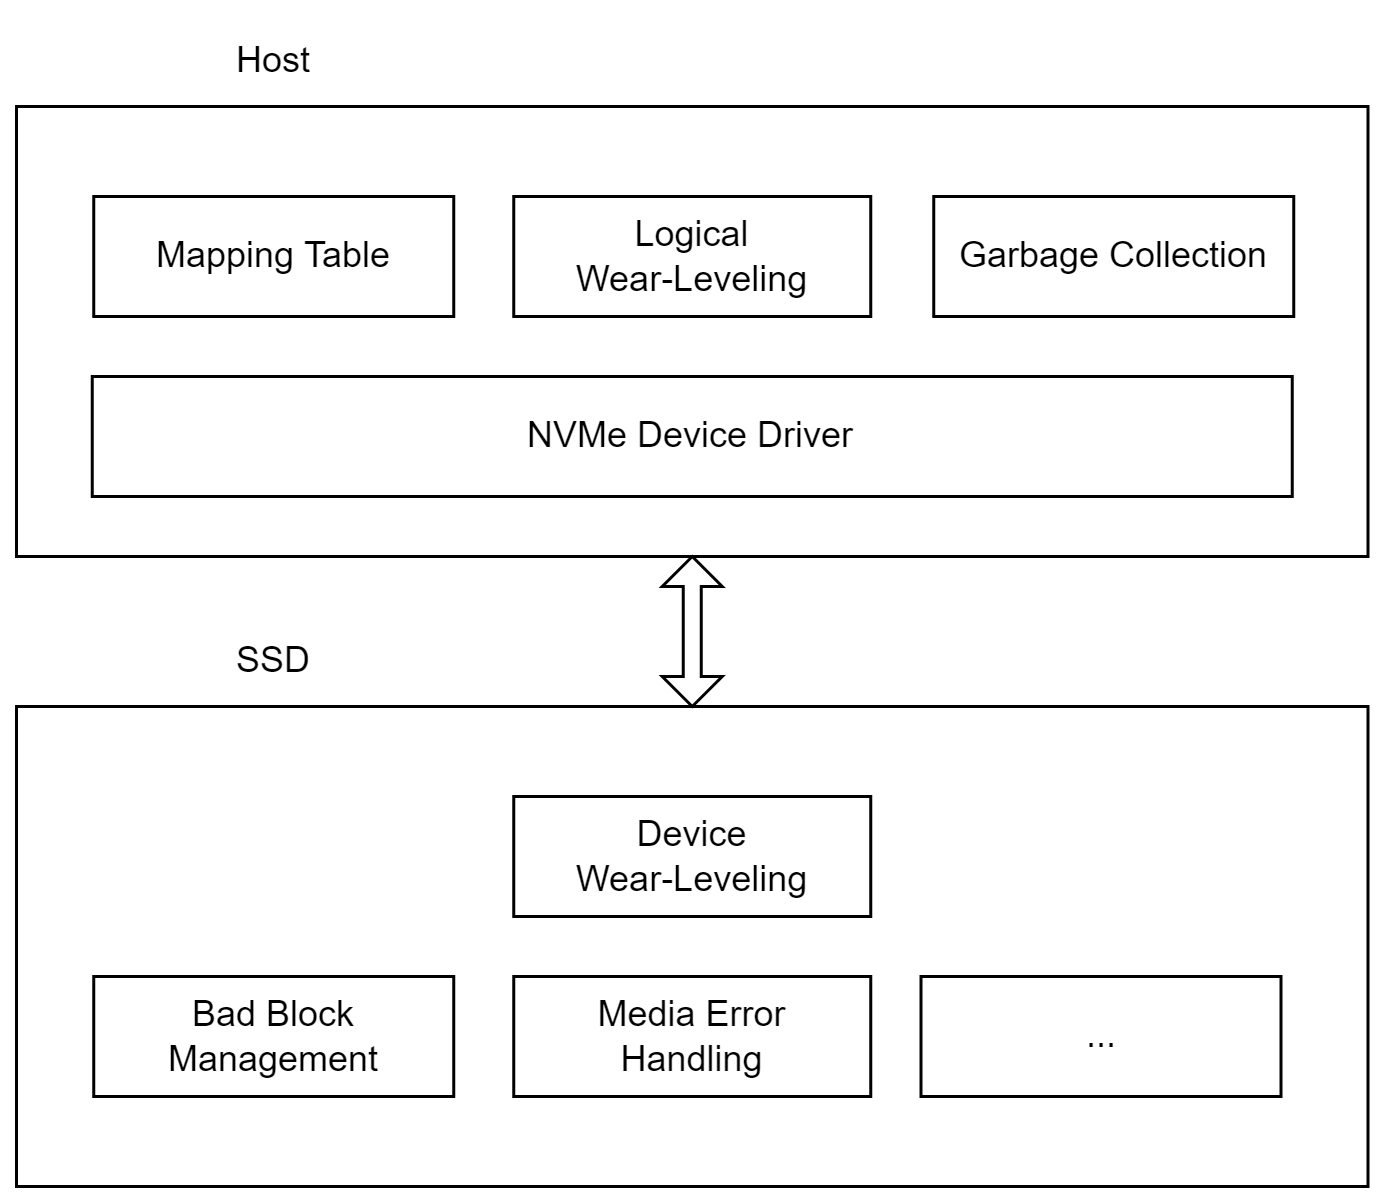 Host
Mapping Table
Logical
Wear-Leveling
Garbage Collection
NVMe Device Driver
SSD
Device
Wear-Leveling
Bad Block
Management
Media Error
Handling
...